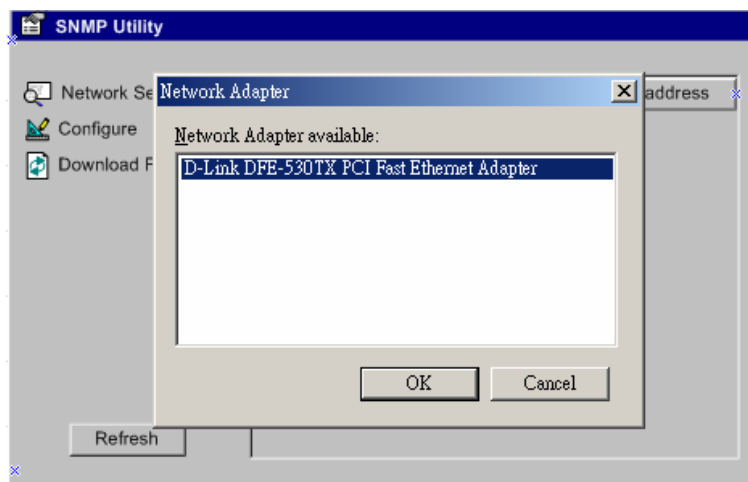 SNMP Utility
Network Se
Configure
Download F
address
Network Adapter
Network Adapter available:
D-Link DFE-530TX PCI Fast Ethernet Adapter
OK
Cancel
Refresh